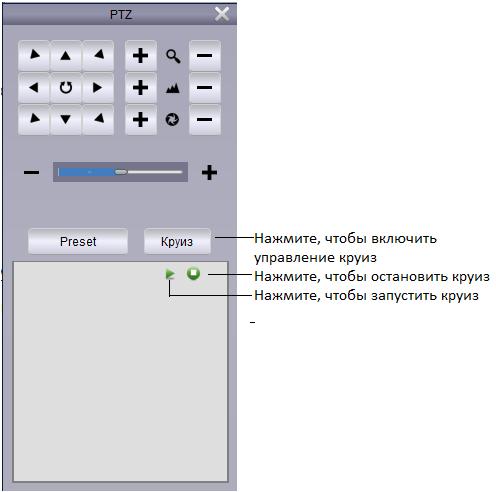 PTZ
Preset
Круиз
Нажмите, чтобы включить
управление круиз
Нажмите, чтобы остановить круиз
Нажмите, чтобы запустить круиз